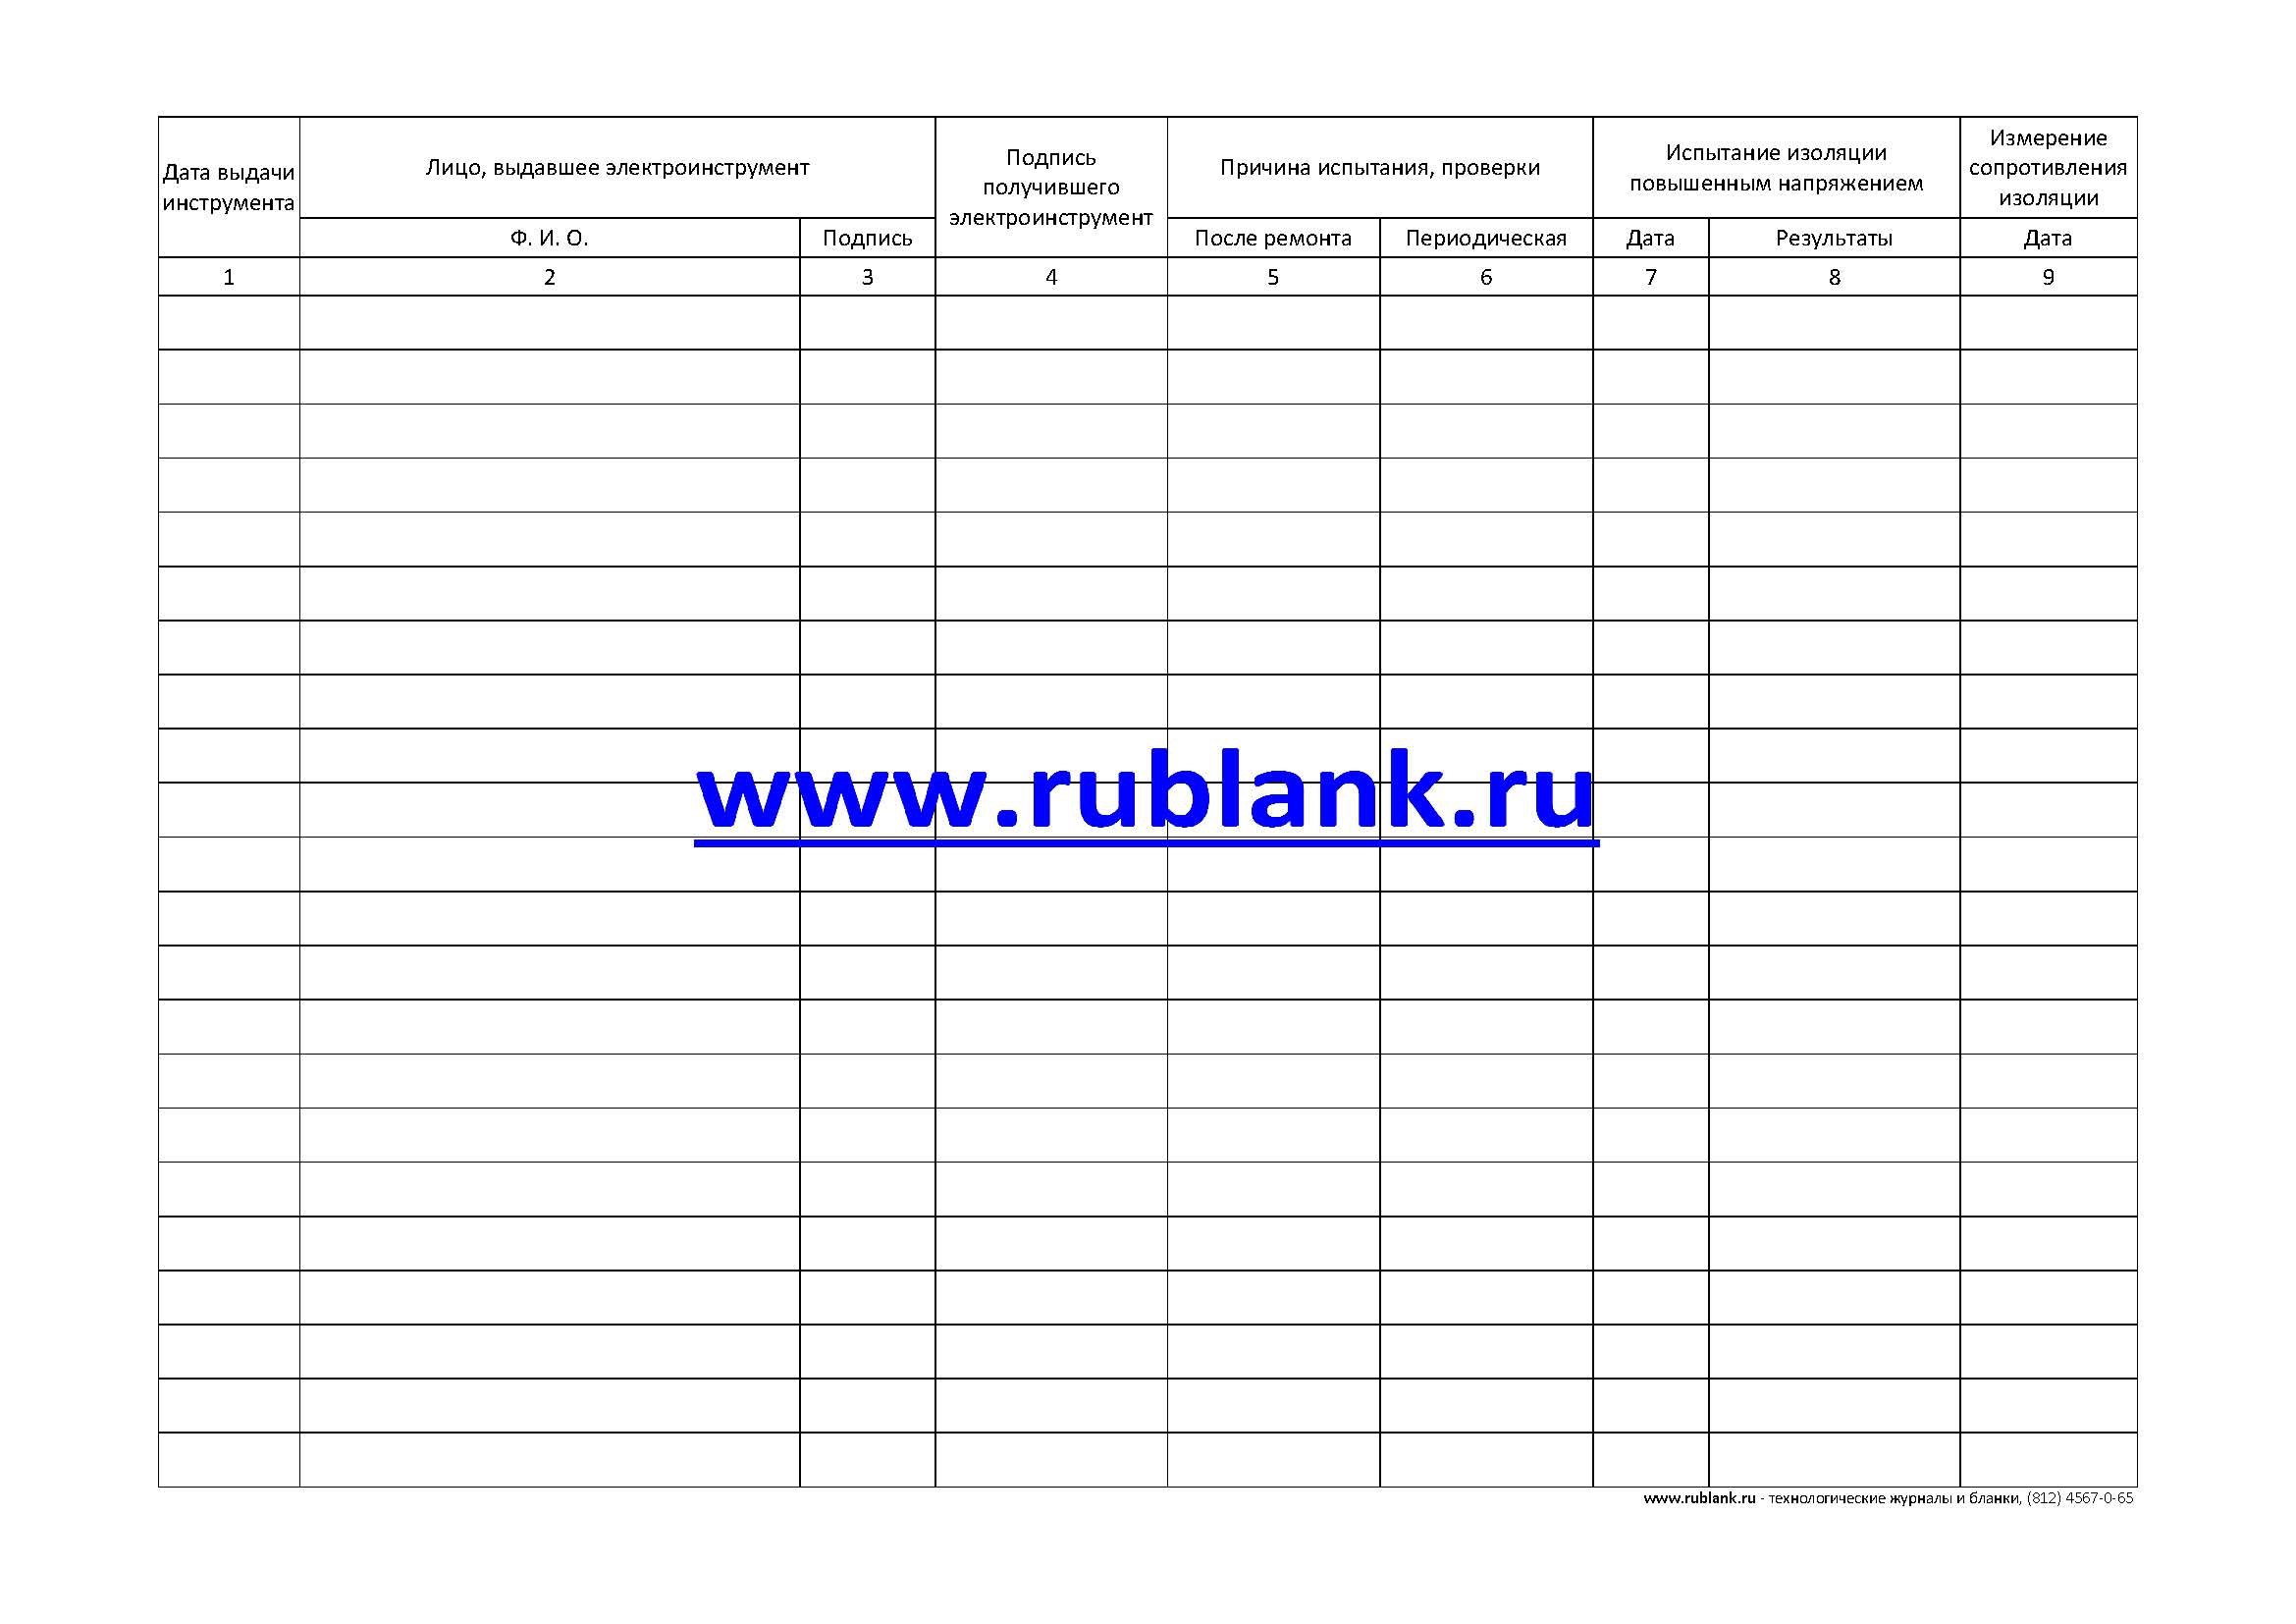 Дата выдачи
инструмента
Лицо, выдавшее электроинструмент
Подпись
получившего
электроинструмент
Причина испытания, проверки
Испытание изоляции
повышенным напряжением
Измерение
сопротивления
изоляции
Ф. И. О.
Подпись
После ремонта
Периодическая
Дата
Результаты
Дата
1
2
3
4
5
6
7
8
9
www.rublank.ru
www.rublank.ru - технологические журналы и бланки, (812) 4567-0-65